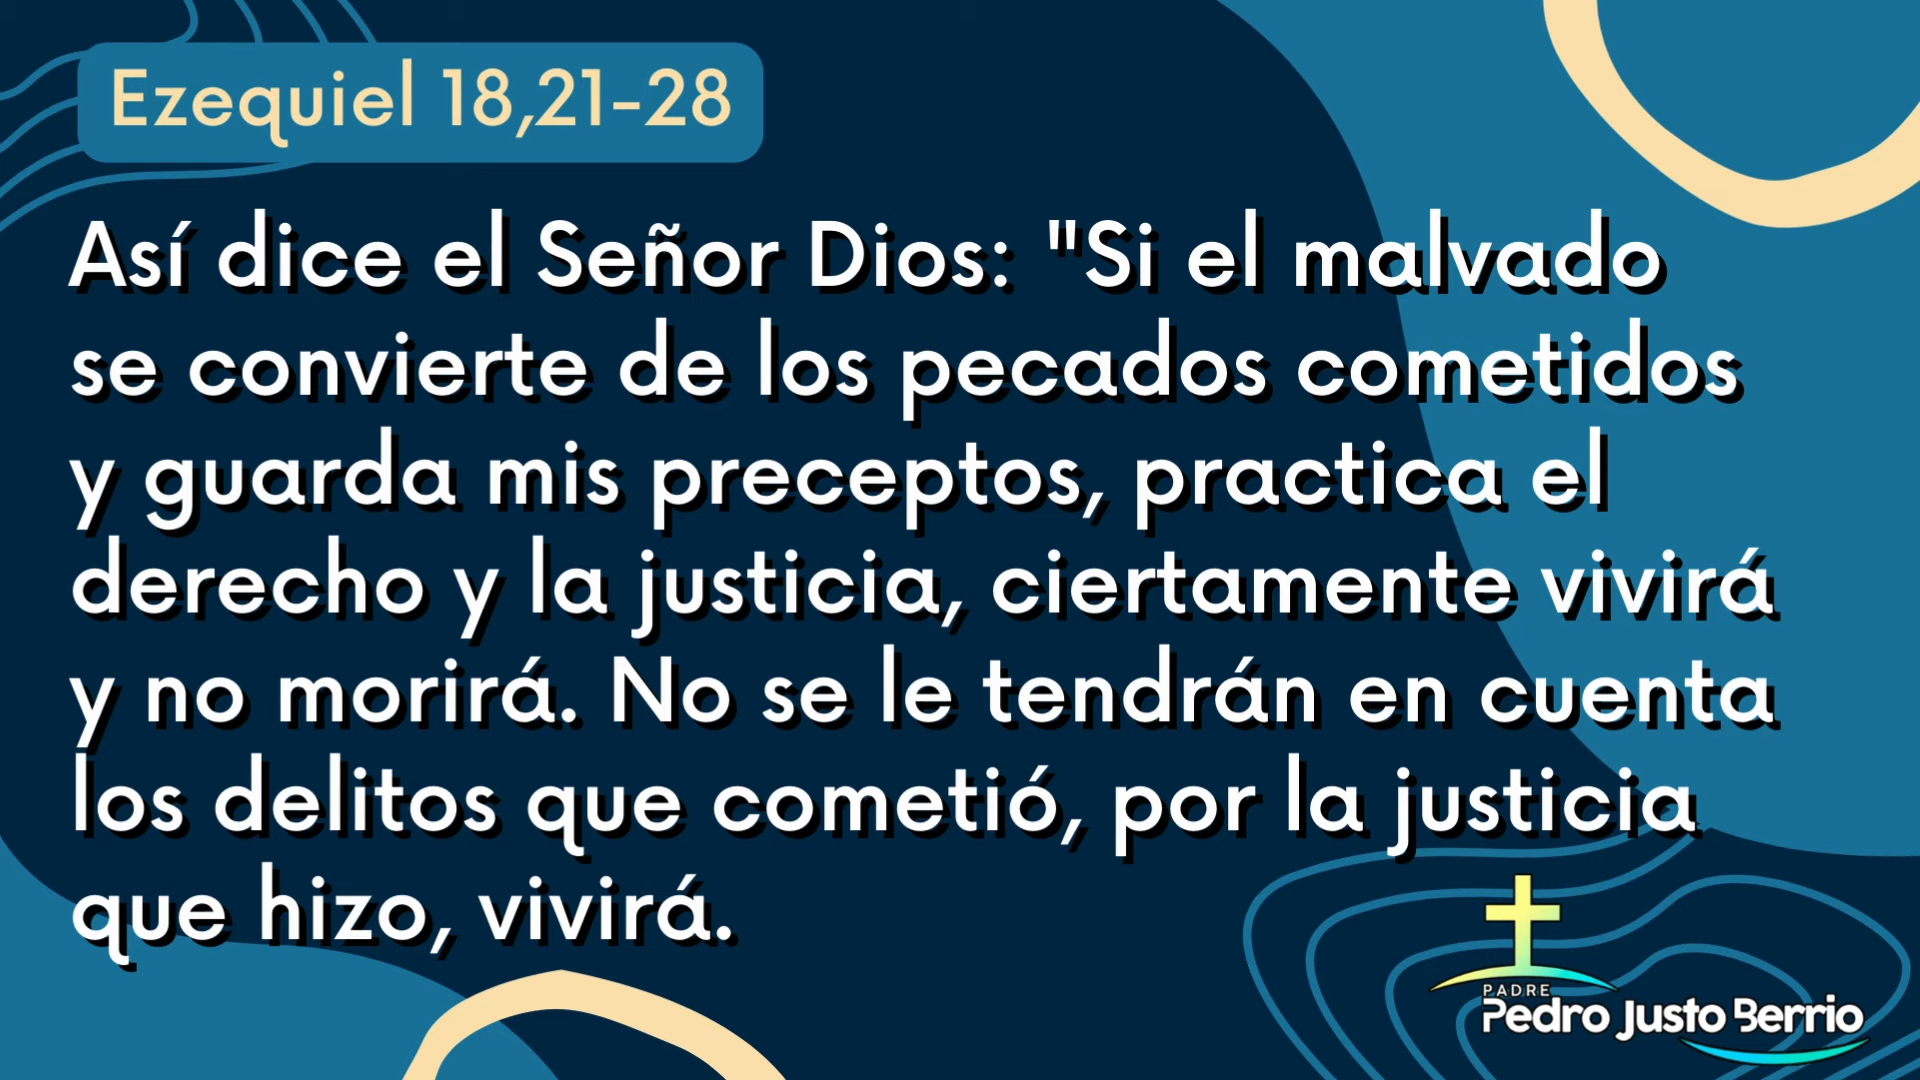 Ezequiel 18,21-28
Así dice el Señor Dios: "Si el malvado
se convierte de los pecados cometidos
y guarda mis preceptos, practica el
derecho y la justicia, ciertamente vivirá
y no morirá. No se le tendrán en cuenta
los delitos que cometió, por la justicia
que hizo, vivirá.
PADRE
Pedro Justo Berrio